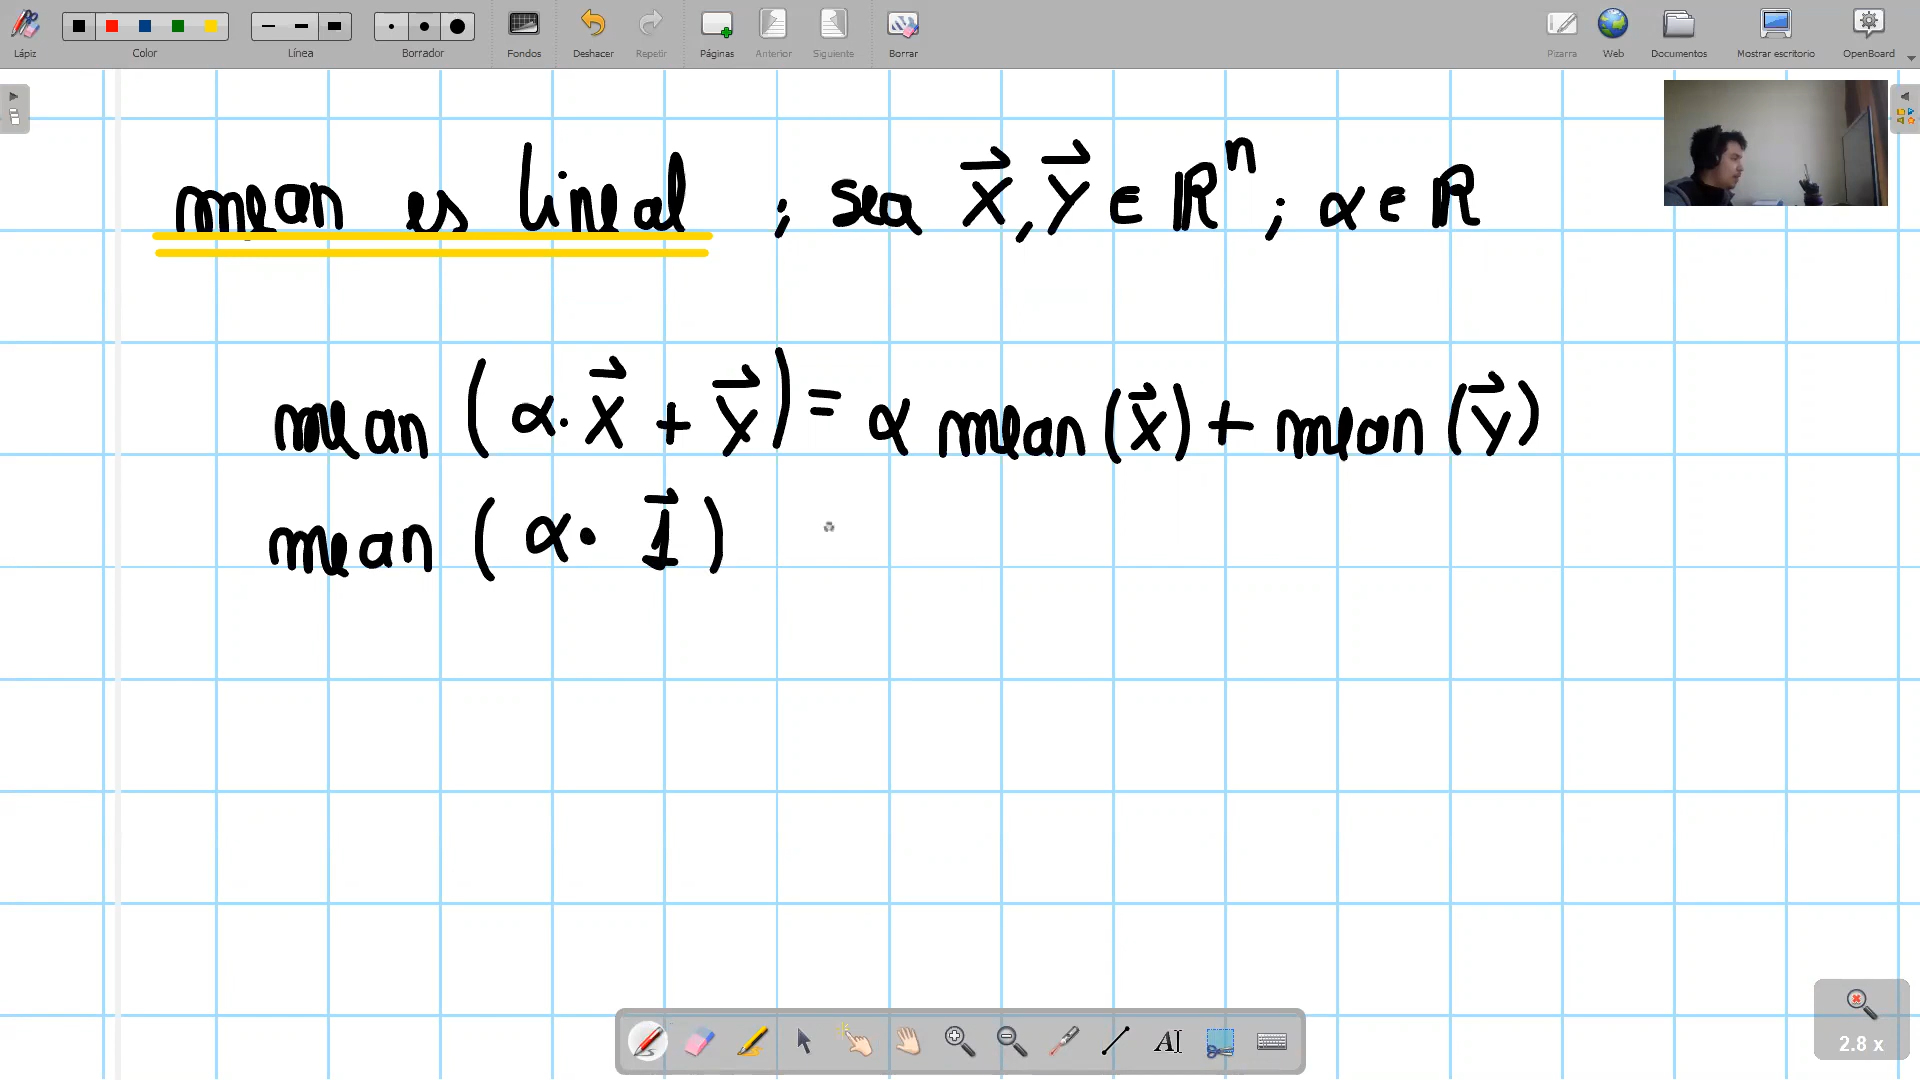 Lápiz Color Línea Borrador Fondos Deshacer Repetir Páginas Anterior Siguiente Borrar Pizarra Web Documentos Mostrar escritorio OpenBoard
mean es lineal ; sea X⃗, Y⃗ ∈ ℝⁿ ; α ∈ ℝ
mean (α · X⃗ + Y⃗) = α mean (X⃗) + mean (Y⃗)
mean (α · 1⃗)
2.8 x